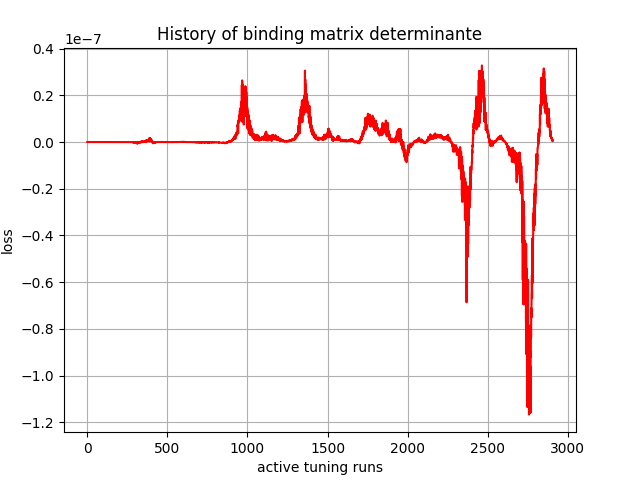 History of binding matrix determinante
1e−7
0.4
0.2
0.0
−0.2
−0.4
−0.6
−0.8
−1.0
−1.2
loss
0 500 1000 1500 2000 2500 3000
active tuning runs